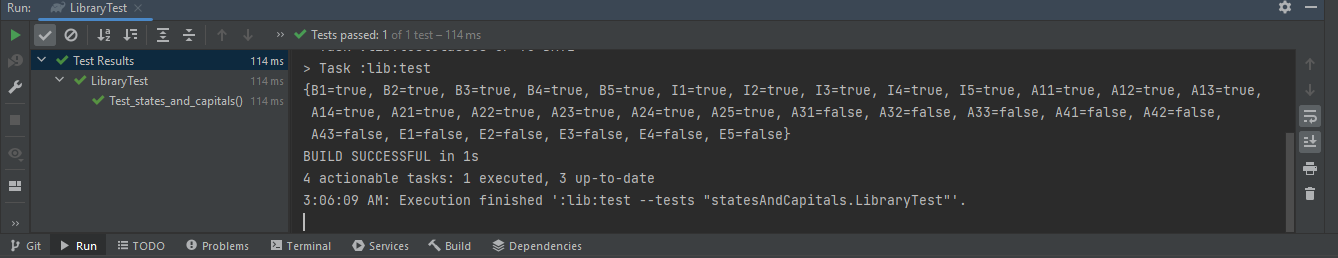 Run:
LibraryTest
Tests passed: 1 of 1 test – 114 ms
Test Results 114 ms
LibraryTest 114 ms
Test_states_and_capitals() 114 ms
> Task :lib:test
{B1=true, B2=true, B3=true, B4=true, B5=true, I1=true, I2=true, I3=true, I4=true, I5=true, A11=true, A12=true, A13=true,
A14=true, A21=true, A22=true, A23=true, A24=true, A25=true, A31=false, A32=false, A33=false, A41=false, A42=false,
A43=false, E1=false, E2=false, E3=false, E4=false, E5=false}
BUILD SUCCESSFUL in 1s
4 actionable tasks: 1 executed, 3 up-to-date
3:06:09 AM: Execution finished ':lib:test --tests "statesAndCapitals.LibraryTest"'.
Git Run TODO Problems Terminal Services Build Dependencies